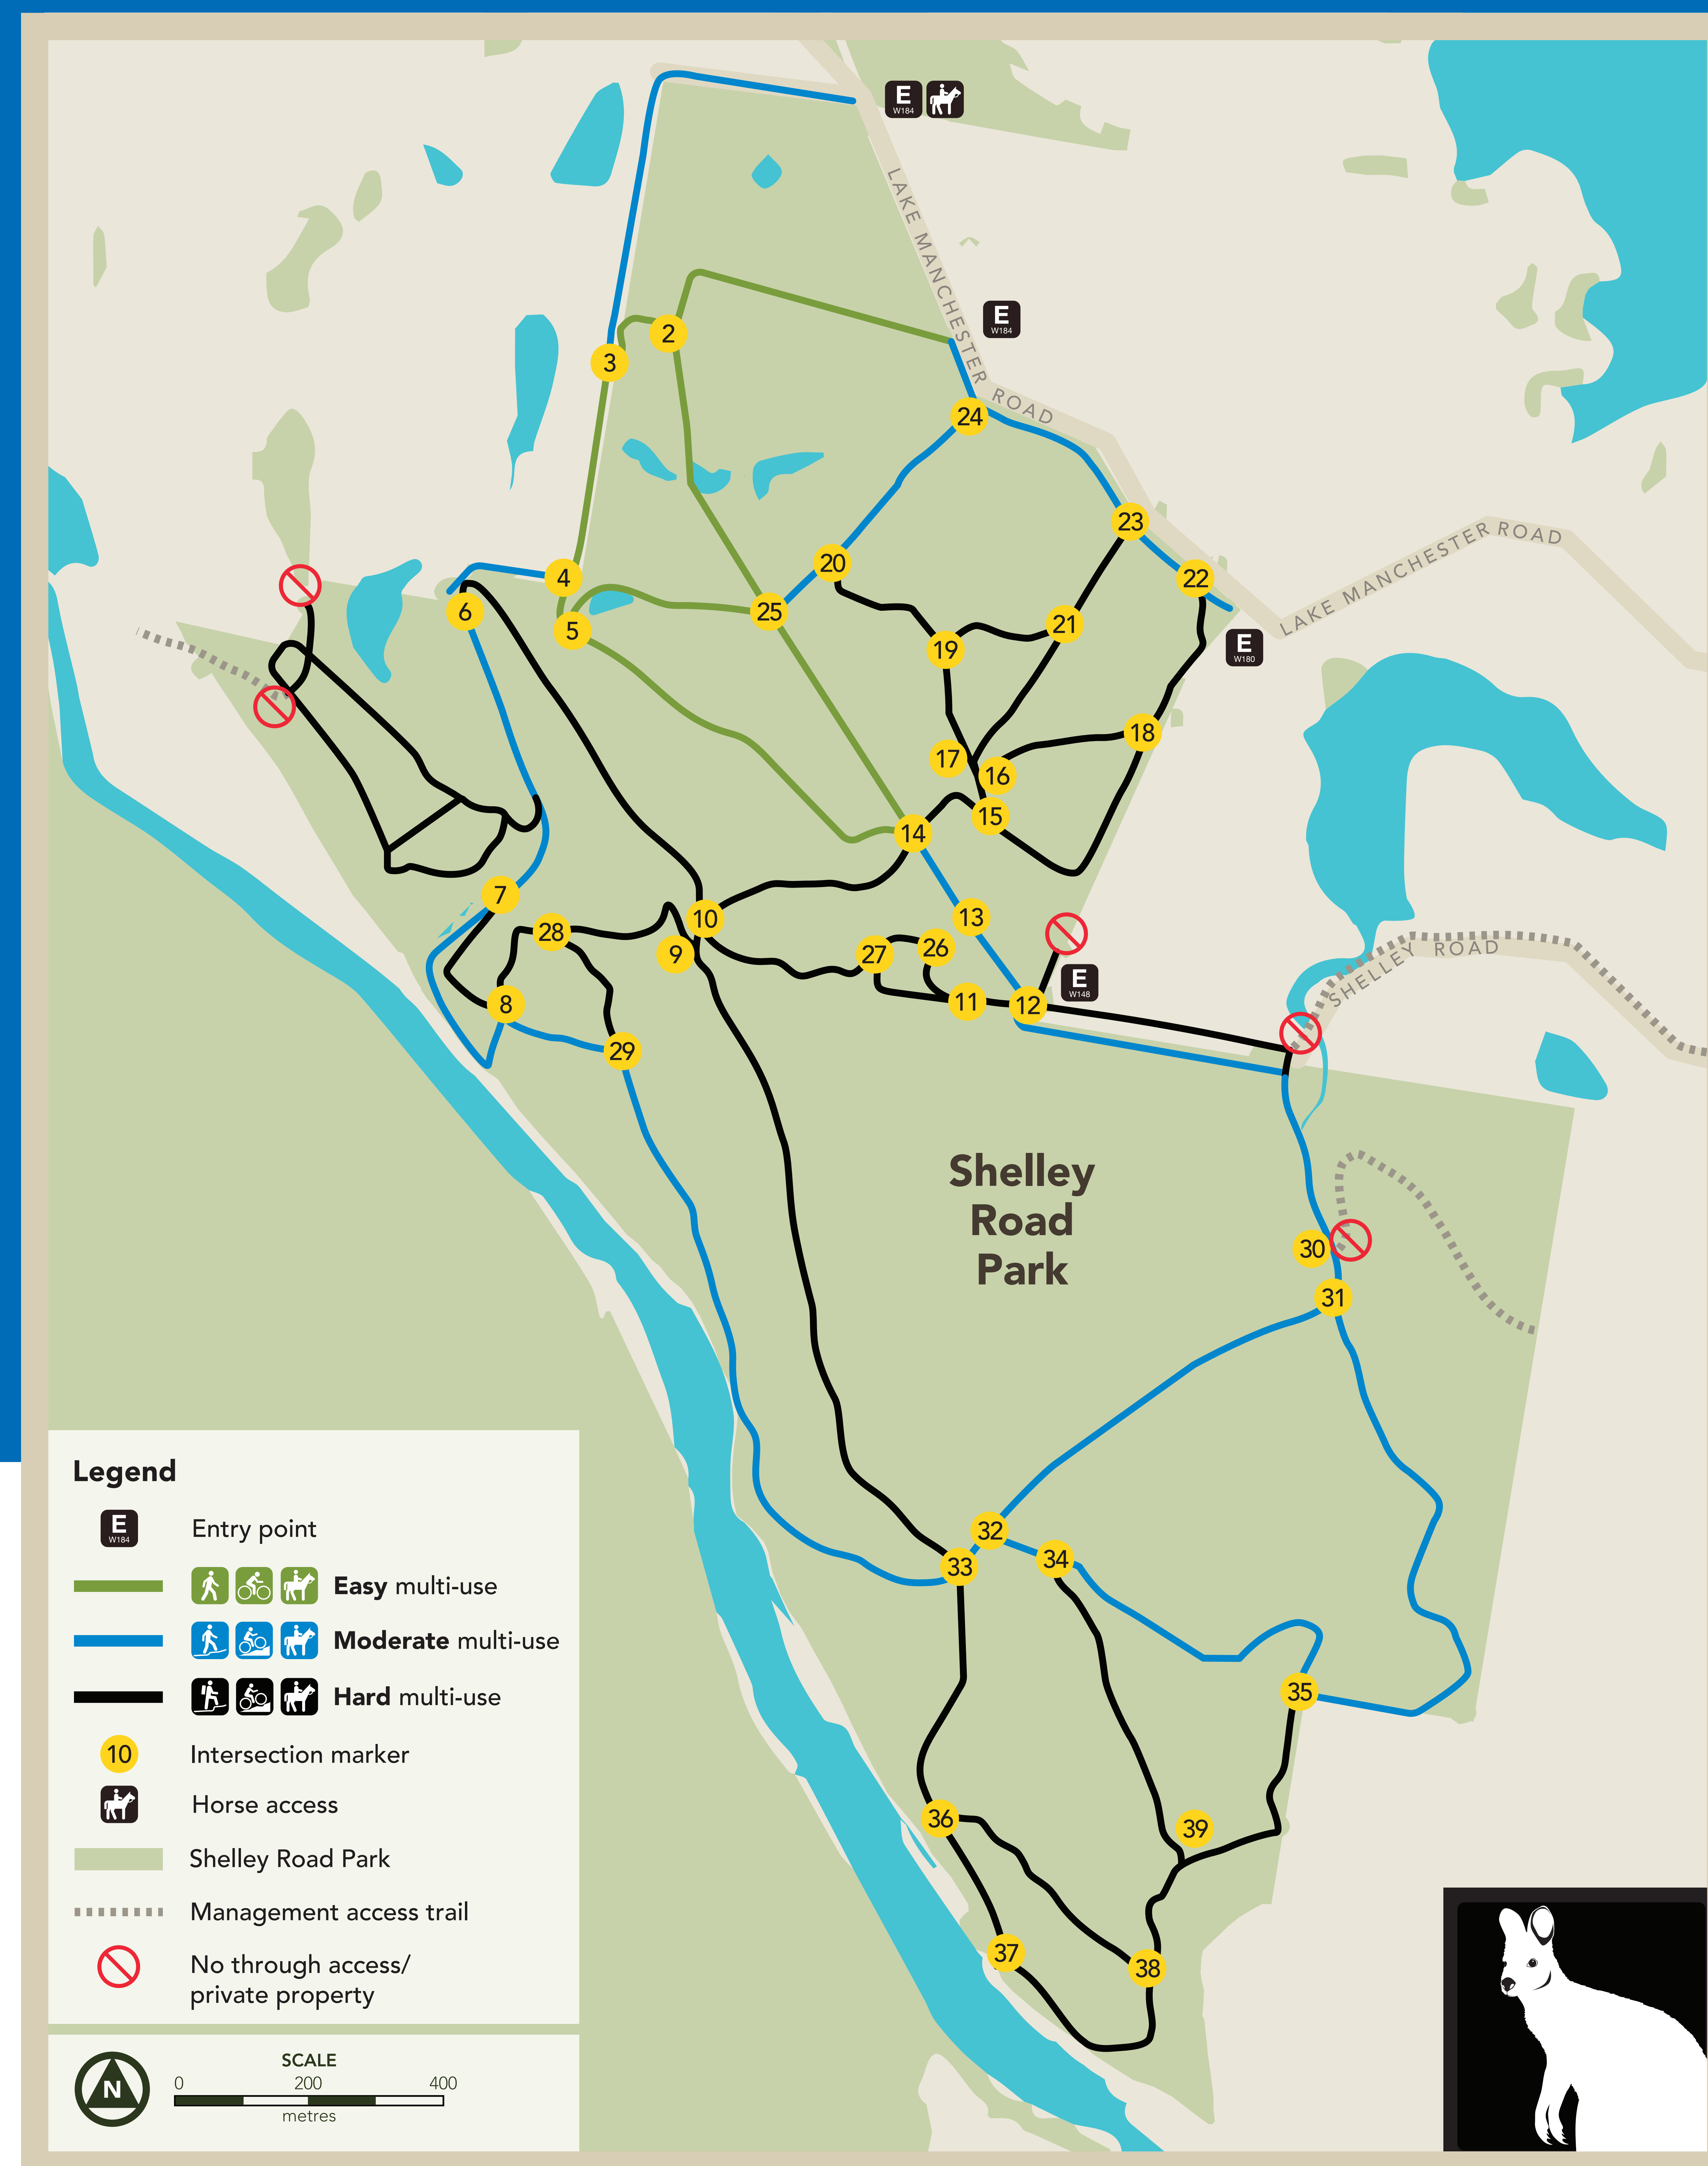 E
W184
LAKE MANCHESTER ROAD
E
W184
2
3
24
23
LAKE MANCHESTER ROAD
20
4
22
6
25
5
21
19
E
W180
18
17
16
15
14
7
10
13
28
26
SHELLEY ROAD
9
27
E
W148
8
11
12
29
Shelley
Road
Park
30
31
32
34
33
35
36
39
37
38
Legend
E
W184
Entry point
Easy multi-use
Moderate multi-use
Hard multi-use
10
Intersection marker
Horse access
Shelley Road Park
Management access trail
No through access/
private property
N
SCALE
0 200 400
metres